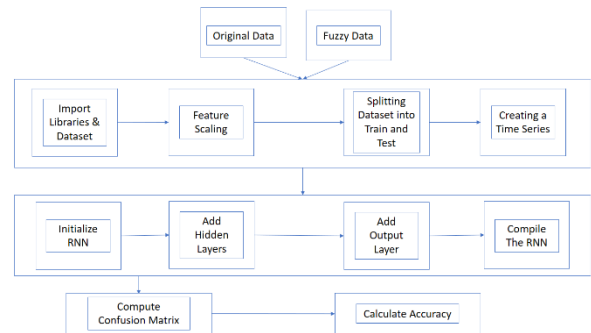 Original Data
Fuzzy Data
Import
Libraries &
Dataset
Feature
Scaling
Splitting
Dataset into
Train and
Test
Creating a
Time Series
Initialize
RNN
Add
Hidden
Layers
Add
Output
Layer
Compile
The RNN
Compute
Confusion Matrix
Calculate Accuracy